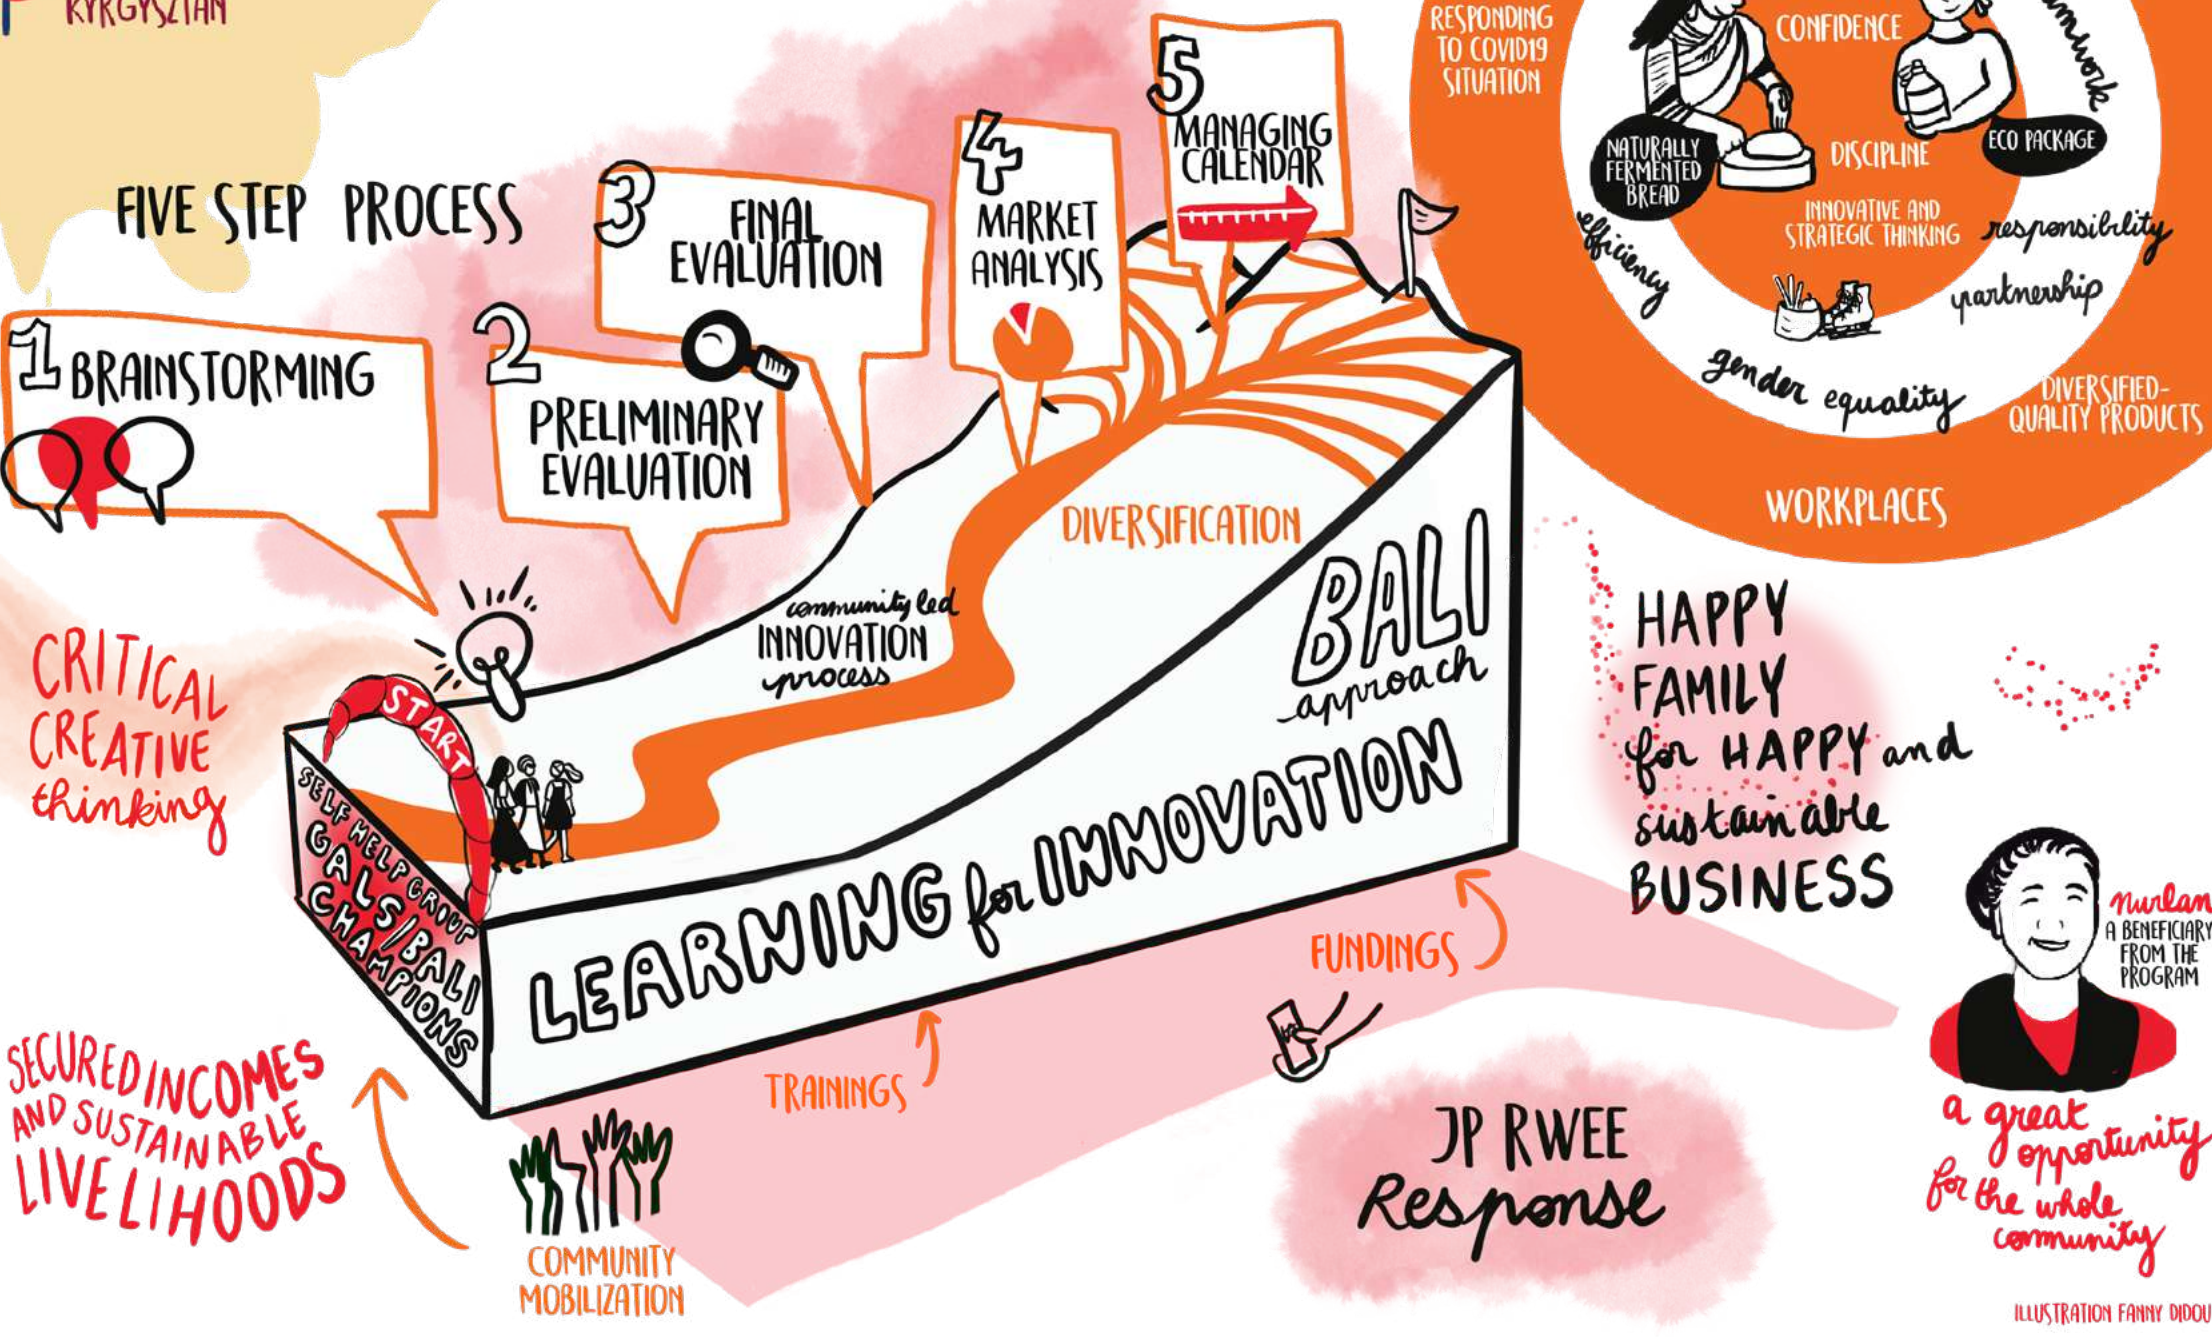 KYRGYSZTAN
FIVE STEP PROCESS
1 BRAINSTORMING
2
PRELIMINARY
EVALUATION
3
FINAL
EVALUATION
4
MARKET
ANALYSIS
5
MANAGING
CALENDAR
RESPONDING
TO COVID19
SITUATION
CONFIDENCE
NATURALLY
FERMENTED
BREAD
DISCIPLINE
ECO PACKAGE
INNOVATIVE AND
STRATEGIC THINKING
efficiency
responsibility
partnership
gender equality
DIVERSIFIED-
QUALITY PRODUCTS
WORKPLACES
CRITICAL
CREATIVE
thinking
START
community led
INNOVATION
process
DIVERSIFICATION
BALI
approach
LEARNING for INNOVATION
SELF HELP GROUP
GALS/BALI
CHAMPIONS
HAPPY
FAMILY
for HAPPY and
sustainable
BUSINESS
SECURED INCOMES
AND SUSTAINABLE
LIVELIHOODS
COMMUNITY
MOBILIZATION
TRAININGS
FUNDINGS
JP RWEE
Response
nurlan
A BENEFICIARY
FROM THE
PROGRAM
a great
opportunity
for the whole
community
ILLUSTRATION FANNY DIDOU